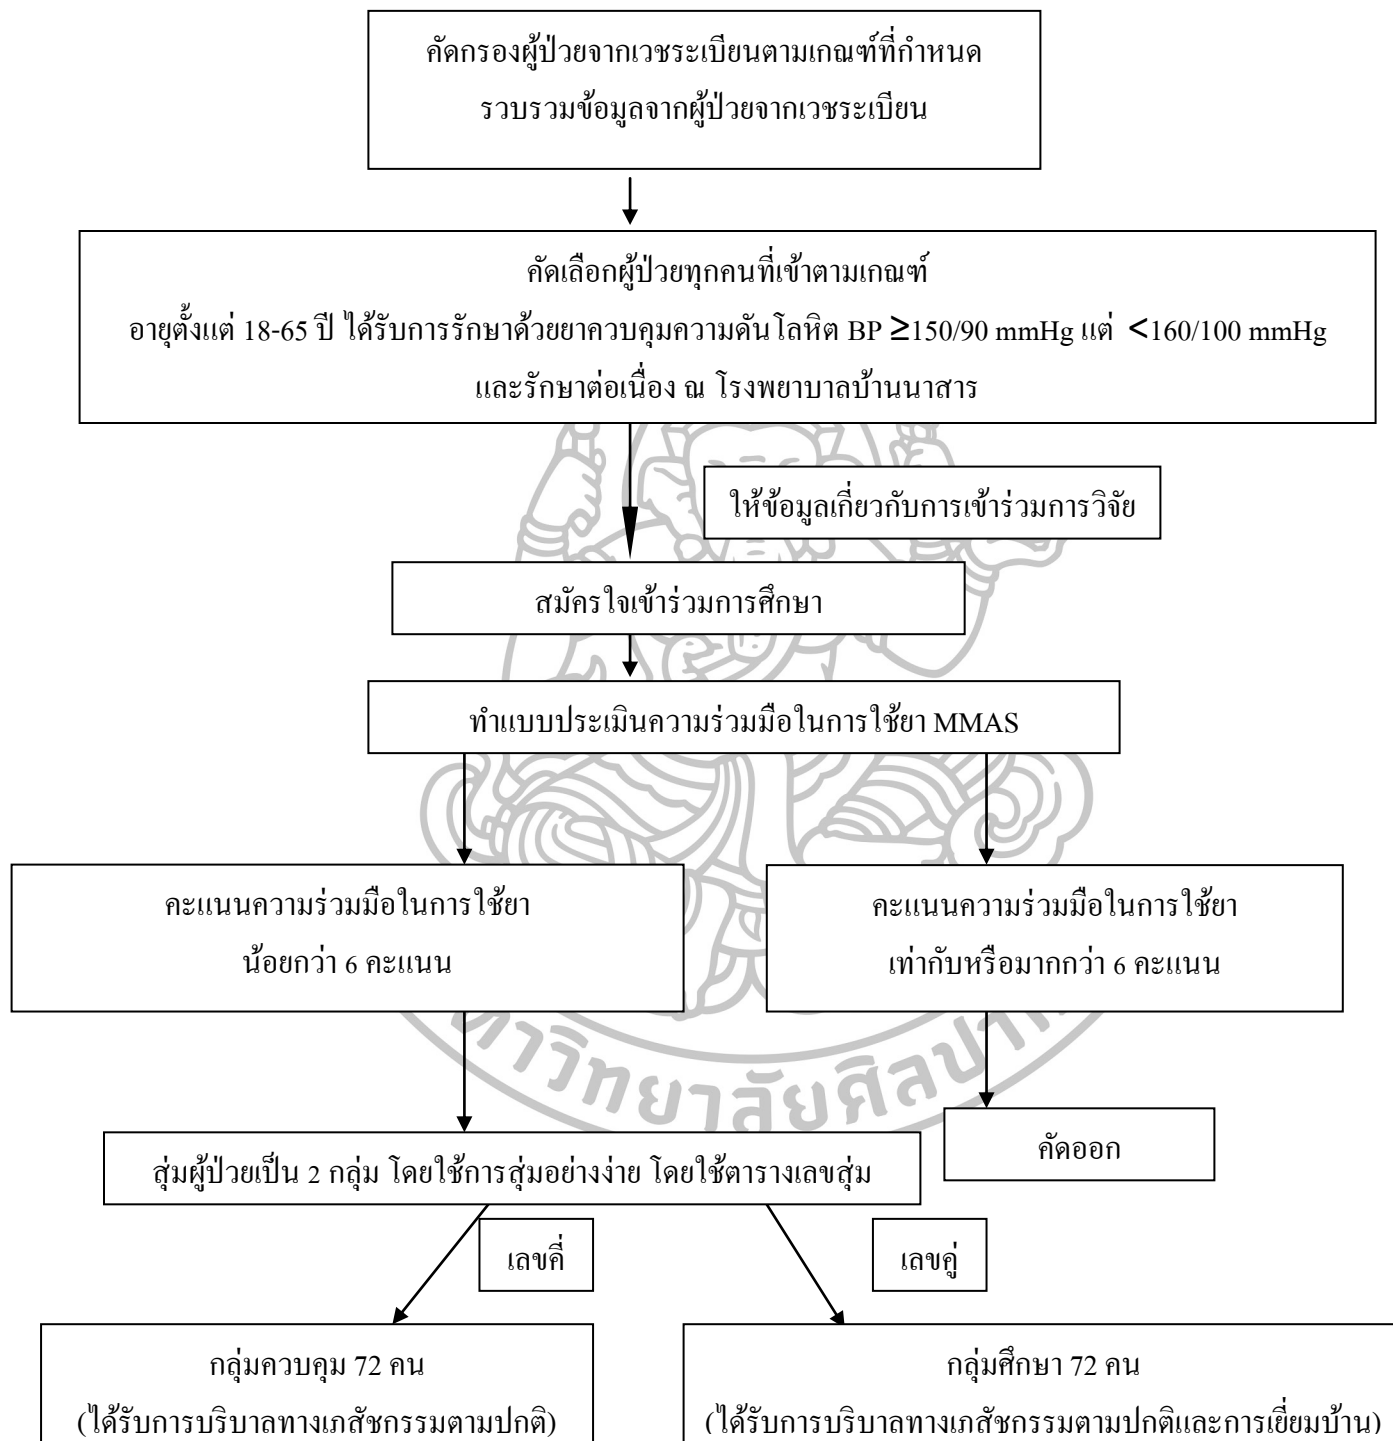 คัดกรองผู้ป่วยจากเวชระเบียนตามเกณฑ์ที่กำหนด
รวบรวมข้อมูลจากผู้ป่วยจากเวชระเบียน
คัดเลือกผู้ป่วยทุกคนที่เข้าตามเกณฑ์
อายุตั้งแต่ 18-65 ปี ได้รับการรักษาด้วยยาควบคุมความดันโลหิต BP ≥150/90 mmHg แต่ <160/100 mmHg
และรักษาต่อเนื่อง ณ โรงพยาบาลบ้านนาสาร
ให้ข้อมูลเกี่ยวกับการเข้าร่วมการวิจัย
สมัครใจเข้าร่วมการศึกษา
ทำแบบประเมินความร่วมมือในการใช้ยา MMAS
คะแนนความร่วมมือในการใช้ยา
น้อยกว่า 6 คะแนน
คะแนนความร่วมมือในการใช้ยา
เท่ากับหรือมากกว่า 6 คะแนน
คัดออก
สุ่มผู้ป่วยเป็น 2 กลุ่ม โดยใช้การสุ่มอย่างง่าย โดยใช้ตารางเลขสุ่ม
เลขคี่
เลขคู่
กลุ่มควบคุม 72 คน
(ได้รับการบริบาลทางเภสัชกรรมตามปกติ)
กลุ่มศึกษา 72 คน
(ได้รับการบริบาลทางเภสัชกรรมตามปกติและการเยี่ยมบ้าน)